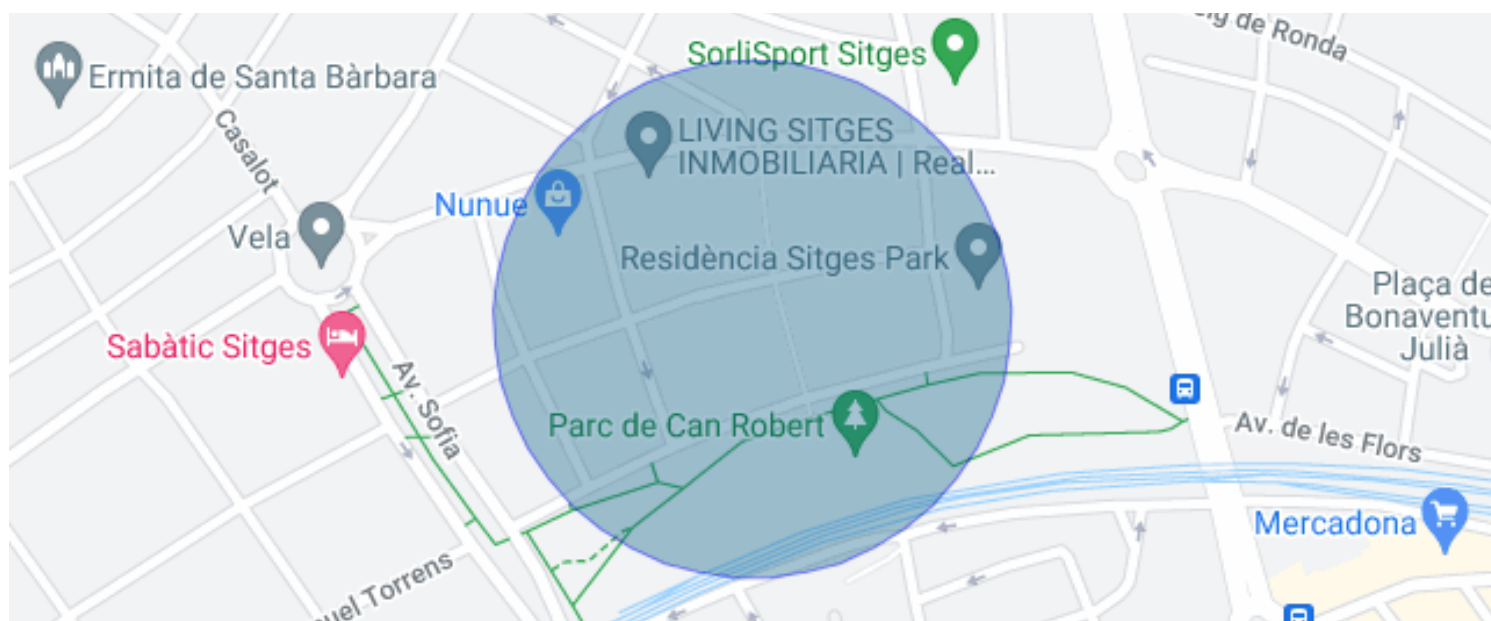 ig de Ronda
SorliSport Sitges
Ermita de Santa Bàrbara
Casalot
LIVING SITGES
INMOBILIARIA | Real...
Nunue
Vela
Residència Sitges Park
Plaça de
Bonaventu
Julià
Sabàtic Sitges
Av. Sofia
Parc de Can Robert
Av. de les Flors
Mercadona
uel Torrens